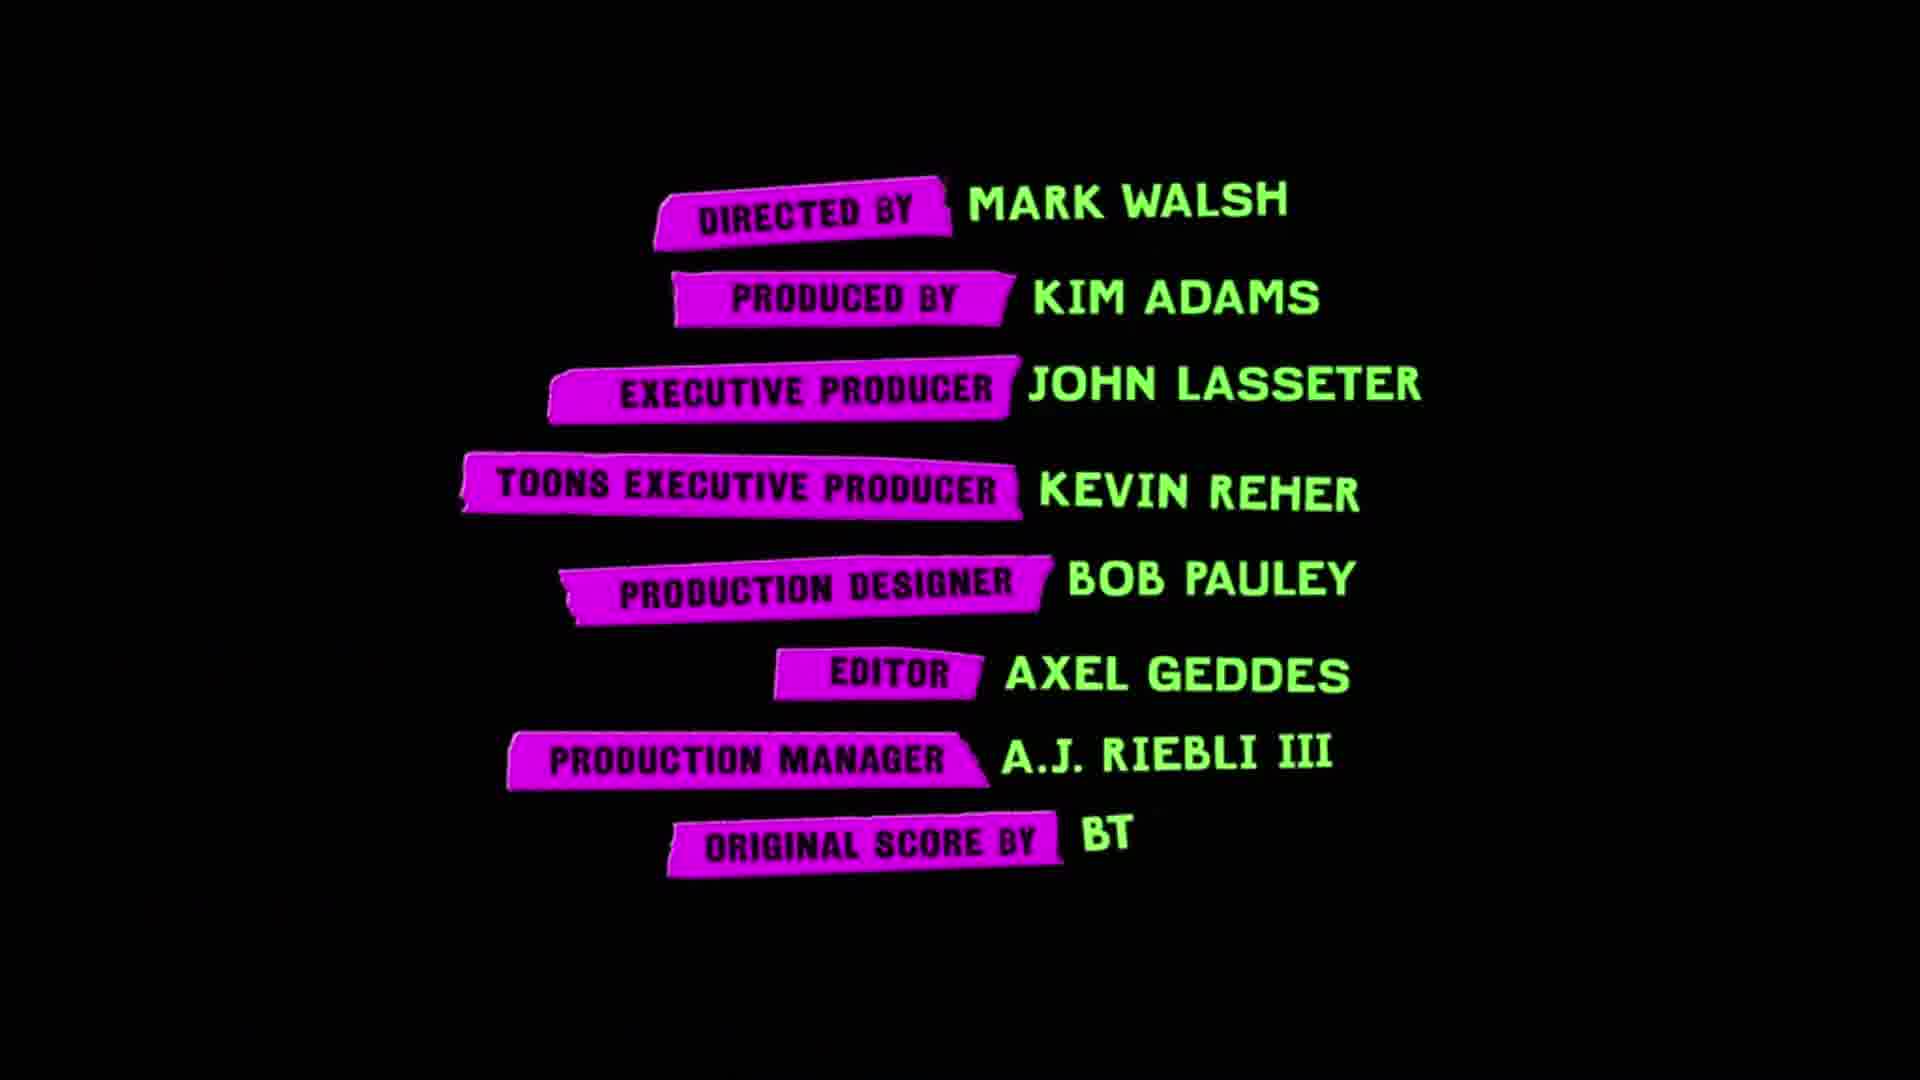 DIRECTED BY MARK WALSH
PRODUCED BY KIM ADAMS
EXECUTIVE PRODUCER JOHN LASSETER
TOONS EXECUTIVE PRODUCER KEVIN REHER
PRODUCTION DESIGNER BOB PAULEY
EDITOR AXEL GEDDES
PRODUCTION MANAGER A.J. RIEBLI III
ORIGINAL SCORE BY BT